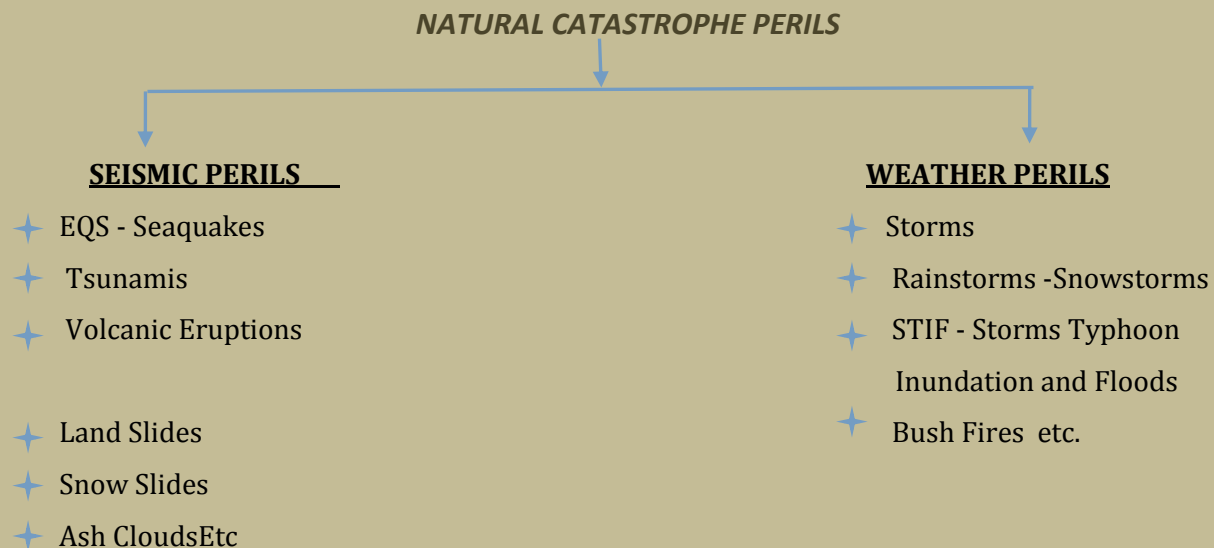 NATURAL CATASTROPHE PERILS
SEISMIC PERILS
EQS - Seaquakes
Tsunamis
Volcanic Eruptions
Land Slides
Snow Slides
Ash CloudsEtc
WEATHER PERILS
Storms
Rainstorms -Snowstorms
STIF - Storms Typhoon
Inundation and Floods
Bush Fires etc.